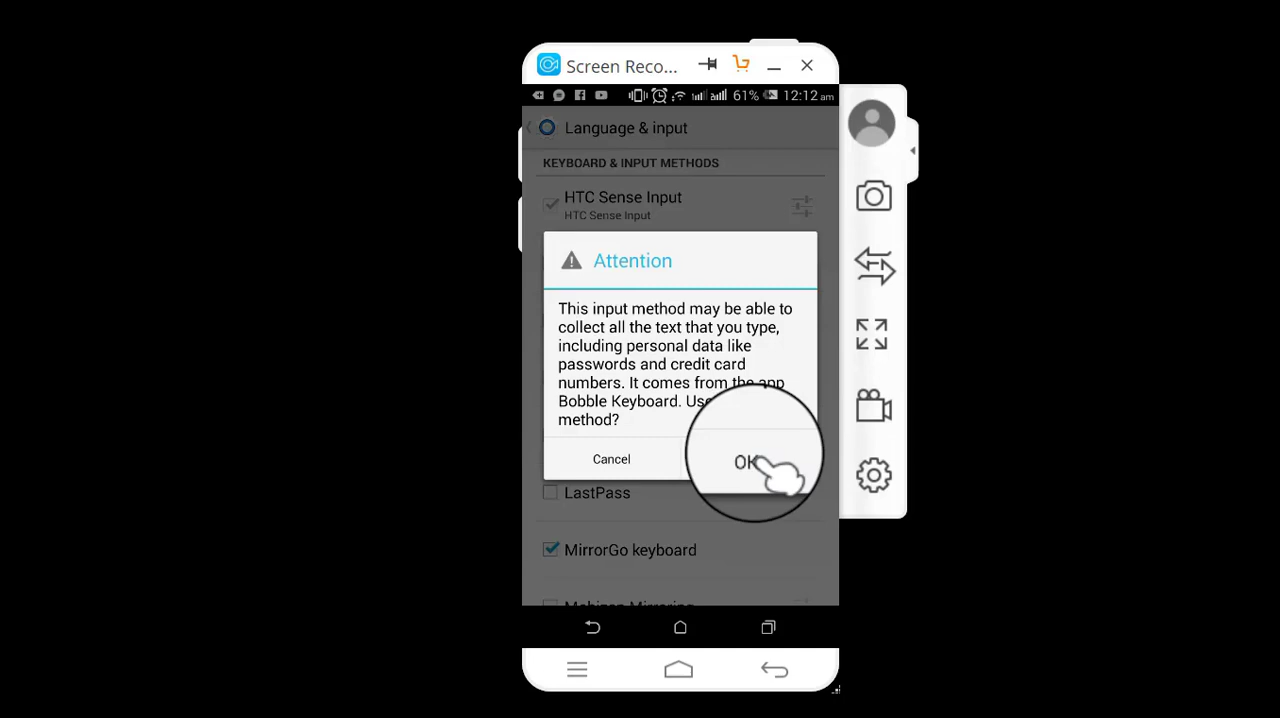 Screen Reco...
61% 12:12 am
Language & input
KEYBOARD & INPUT METHODS
HTC Sense Input
HTC Sense Input
Attention
This input method may be able to
collect all the text that you type,
including personal data like
passwords and credit card
numbers. It comes from the app
Bobble Keyboard. Use
method?
Cancel
OK
LastPass
MirrorGo keyboard
Mobizen Mirroring